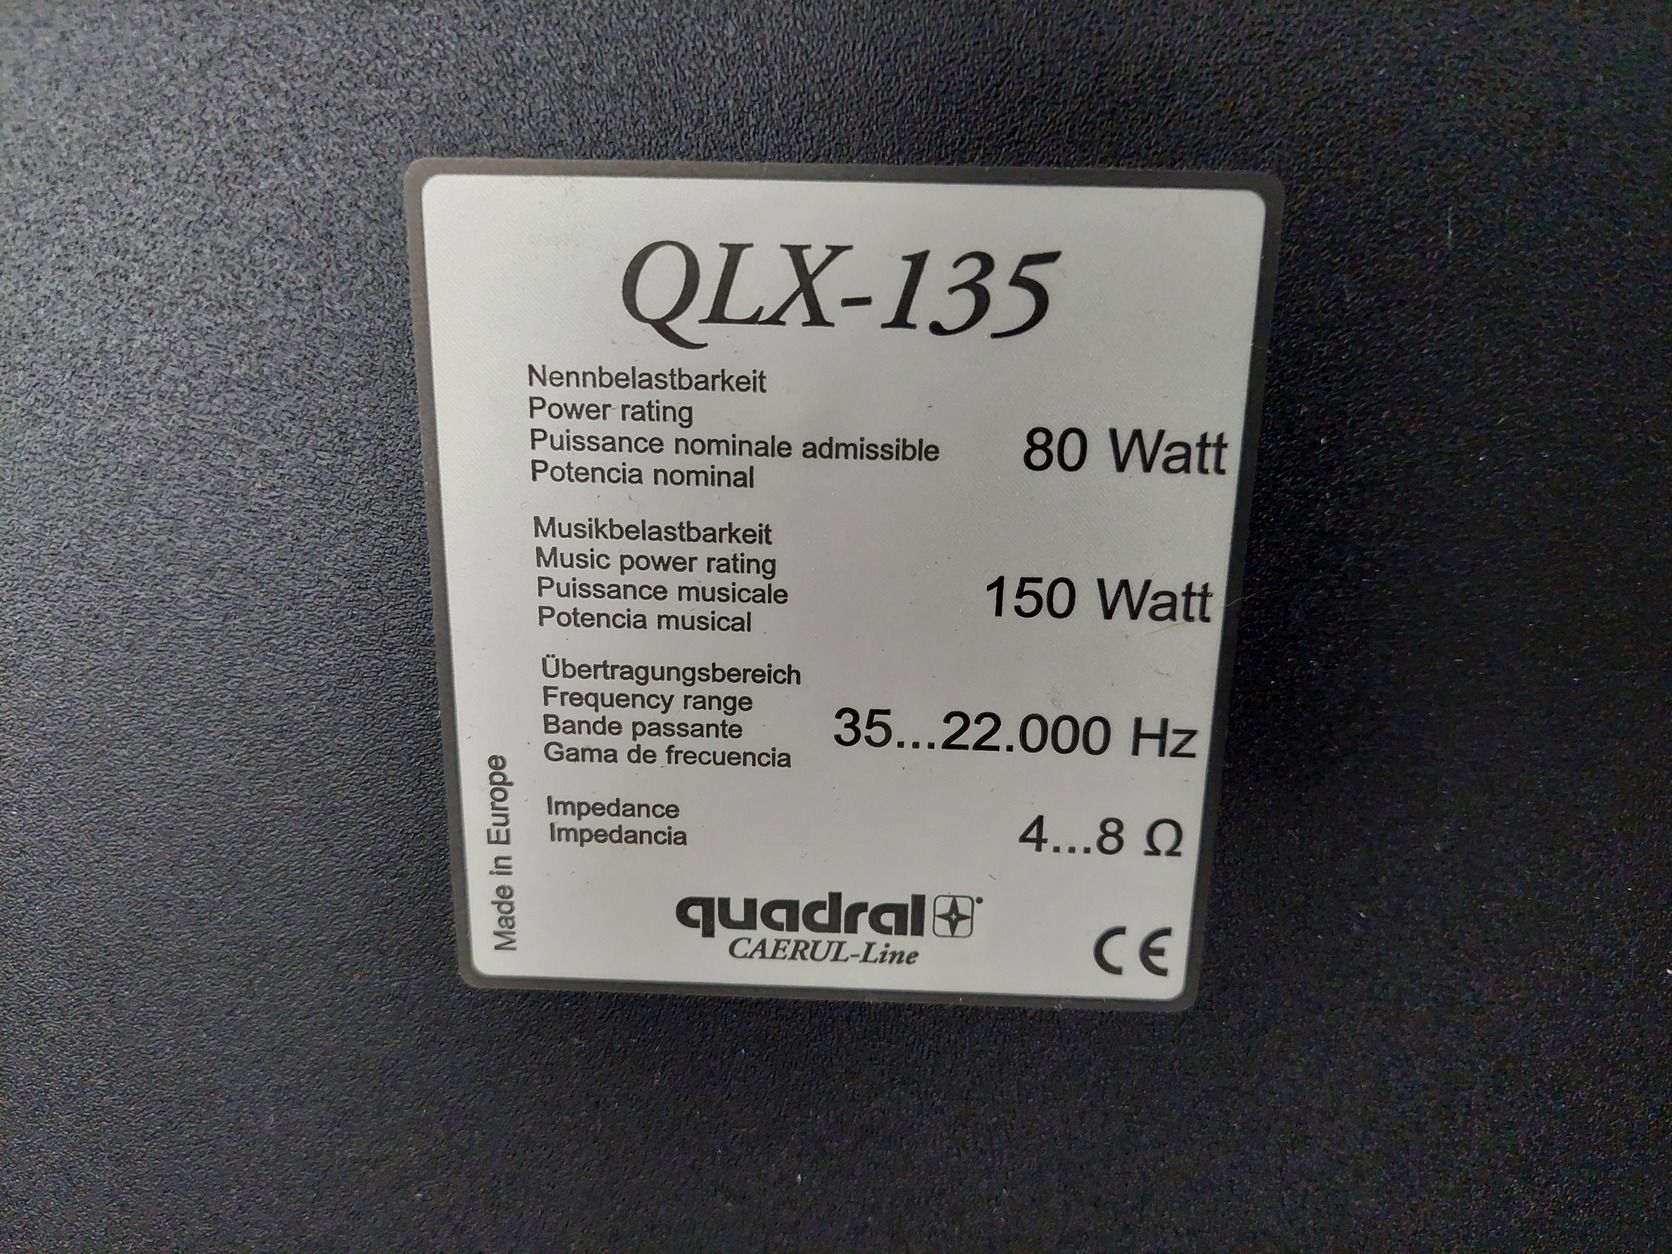 QLX-135
Nennbelastbarkeit
Power rating
Puissance nominale admissible
Potencia nominal
80 Watt
Musikbelastbarkeit
Music power rating
Puissance musicale
Potencia musical
150 Watt
Übertragungsbereich
Frequency range
Bande passante
Gama de frecuencia
35...22.000 Hz
Impedance
Impedancia
4...8 Ω
Made in Europe
quadral
CAERUL-Line
CE